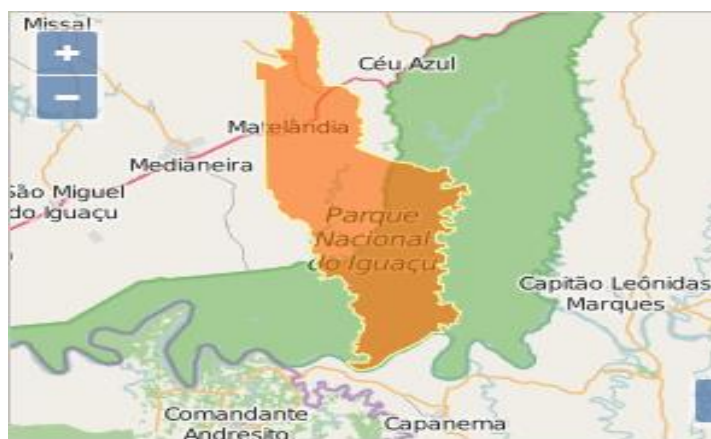 Missal
+
−
Céu Azul
Matelândia
Medianeira
São Miguel
do Iguaçu
Parque
Nacional
do Iguaçu
Capitão Leônidas
Marques
Comandante
Andresito
Capanema